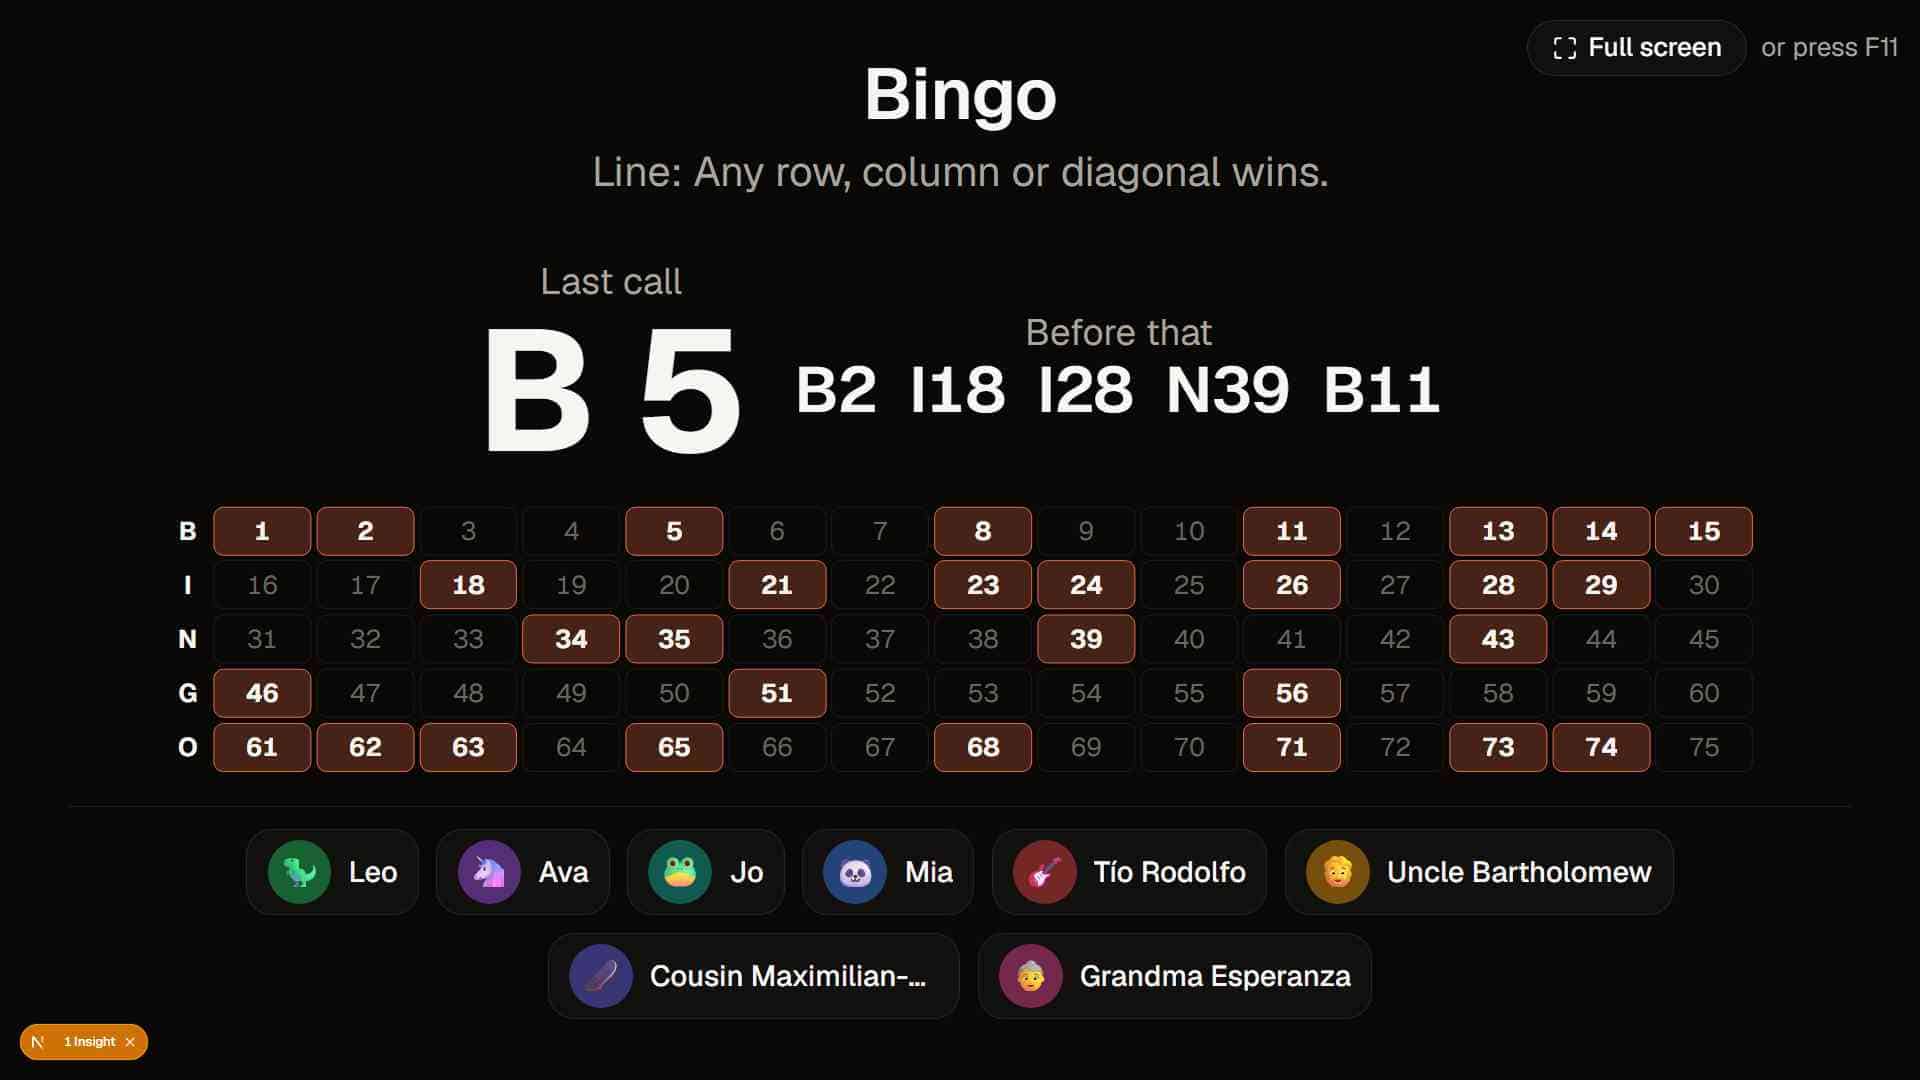 Full screen or press F11
Bingo
Line: Any row, column or diagonal wins.
Last call
B 5
Before that
B2 I18 I28 N39 B11
B 1 2 3 4 5 6 7 8 9 10 11 12 13 14 15
I 16 17 18 19 20 21 22 23 24 25 26 27 28 29 30
N 31 32 33 34 35 36 37 38 39 40 41 42 43 44 45
G 46 47 48 49 50 51 52 53 54 55 56 57 58 59 60
O 61 62 63 64 65 66 67 68 69 70 71 72 73 74 75
Leo Ava Jo Mia Tío Rodolfo Uncle Bartholomew
Cousin Maximilian-... Grandma Esperanza
N 1 Insight